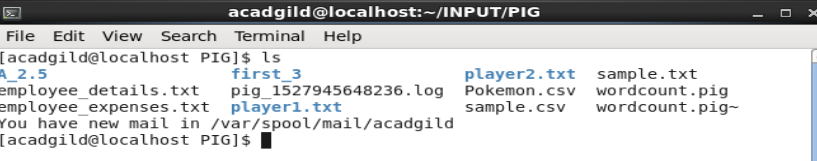 acadgild@localhost:~/INPUT/PIG
File Edit View Search Terminal Help
[acadgild@localhost PIG]$ ls
A_2.5 first_3 player2.txt sample.txt
employee_details.txt pig_1527945648236.log Pokemon.csv wordcount.pig
employee_expenses.txt player1.txt sample.csv wordcount.pig~
You have new mail in /var/spool/mail/acadgild
[acadgild@localhost PIG]$